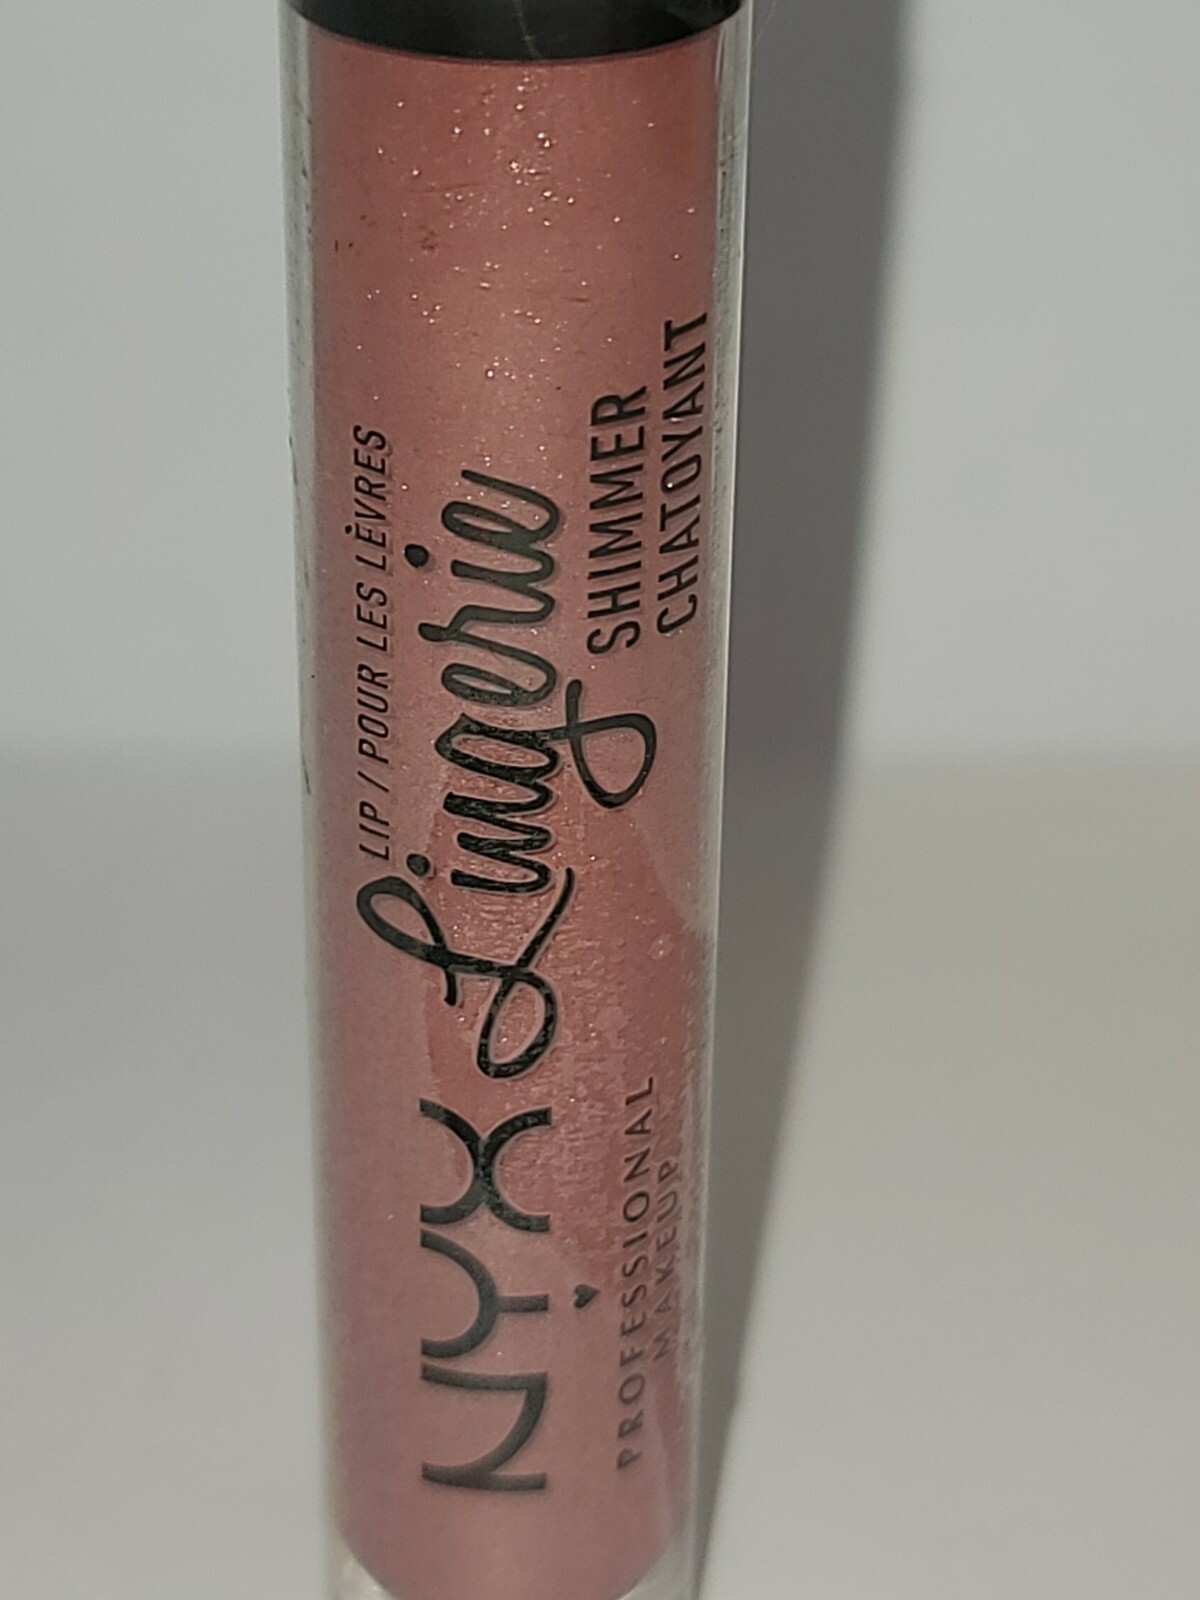 NYX
PROFESSIONAL
MAKEUP
LIP / POUR LES LÈVRES
Lingerie
SHIMMER
CHATOYANT